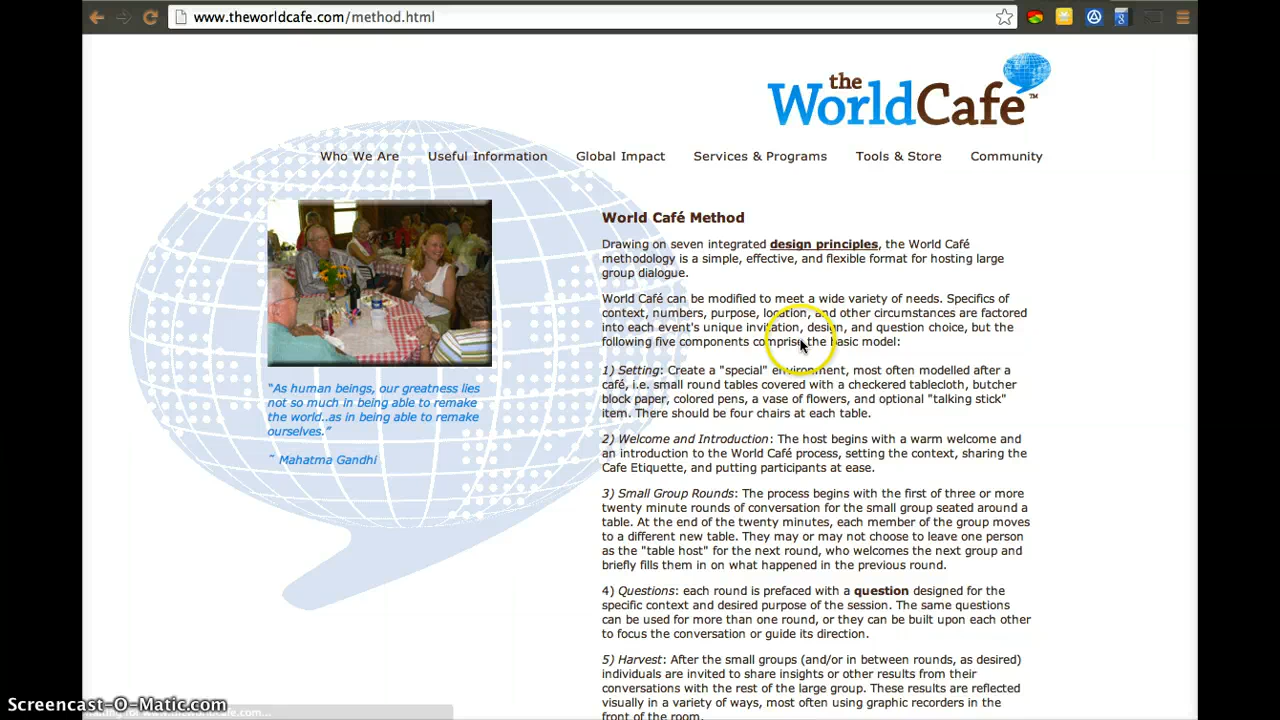 www.theworldcafe.com/method.html
the
WorldCafe™
Who We Are Useful Information Global Impact Services & Programs Tools & Store Community
World Café Method
Drawing on seven integrated design principles, the World Café
methodology is a simple, effective, and flexible format for hosting large
group dialogue.
World Café can be modified to meet a wide variety of needs. Specifics of
context, numbers, purpose, location, and other circumstances are factored
into each event's unique invitation, design, and question choice, but the
following five components comprise the basic model:
1) Setting: Create a "special" environment, most often modelled after a
café, i.e. small round tables covered with a checkered tablecloth, butcher
block paper, colored pens, a vase of flowers, and optional "talking stick"
item. There should be four chairs at each table.
2) Welcome and Introduction: The host begins with a warm welcome and
an introduction to the World Café process, setting the context, sharing the
Cafe Etiquette, and putting participants at ease.
3) Small Group Rounds: The process begins with the first of three or more
twenty minute rounds of conversation for the small group seated around a
table. At the end of the twenty minutes, each member of the group moves
to a different new table. They may or may not choose to leave one person
as the "table host" for the next round, who welcomes the next group and
briefly fills them in on what happened in the previous round.
4) Questions: each round is prefaced with a question designed for the
specific context and desired purpose of the session. The same questions
can be used for more than one round, or they can be built upon each other
to focus the conversation or guide its direction.
5) Harvest: After the small groups (and/or in between rounds, as desired)
individuals are invited to share insights or other results from their
conversations with the rest of the large group. These results are reflected
visually in a variety of ways, most often using graphic recorders in the
front of the room.
"As human beings, our greatness lies
not so much in being able to remake
the world..as in being able to remake
ourselves."
~ Mahatma Gandhi
Screencast-O-Matic.com
waiting for www.theworldcafe.com...